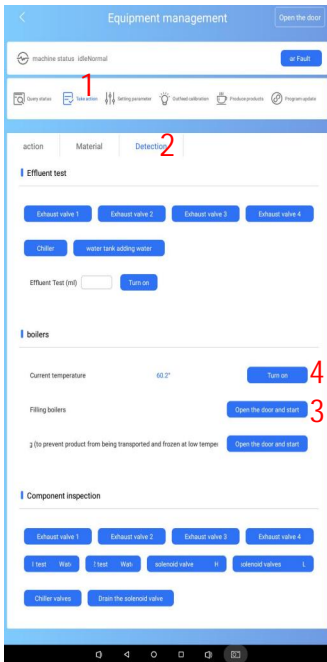 Equipment management
Open the door
machine status idleNormal
ar Fault
1
Query status
Take action
Setting parameter
Outfeed calibration
Produce products
Program update
action
Material
Detection
2
Effluent test
Exhaust valve 1
Exhaust valve 2
Exhaust valve 3
Exhaust valve 4
Chiller
water tank adding water
Effluent Test (ml)
Turn on
boilers
Current temperature
60.2°
Turn on
4
Filling boilers
Open the door and start
3
g (to prevent product from being transported and frozen at low temper
Open the door and start
Component inspection
Exhaust valve 1
Exhaust valve 2
Exhaust valve 3
Exhaust valve 4
test Wat
test Wat
solenoid valve H
solenoid valves L
Chiller valves
Drain the solenoid valve